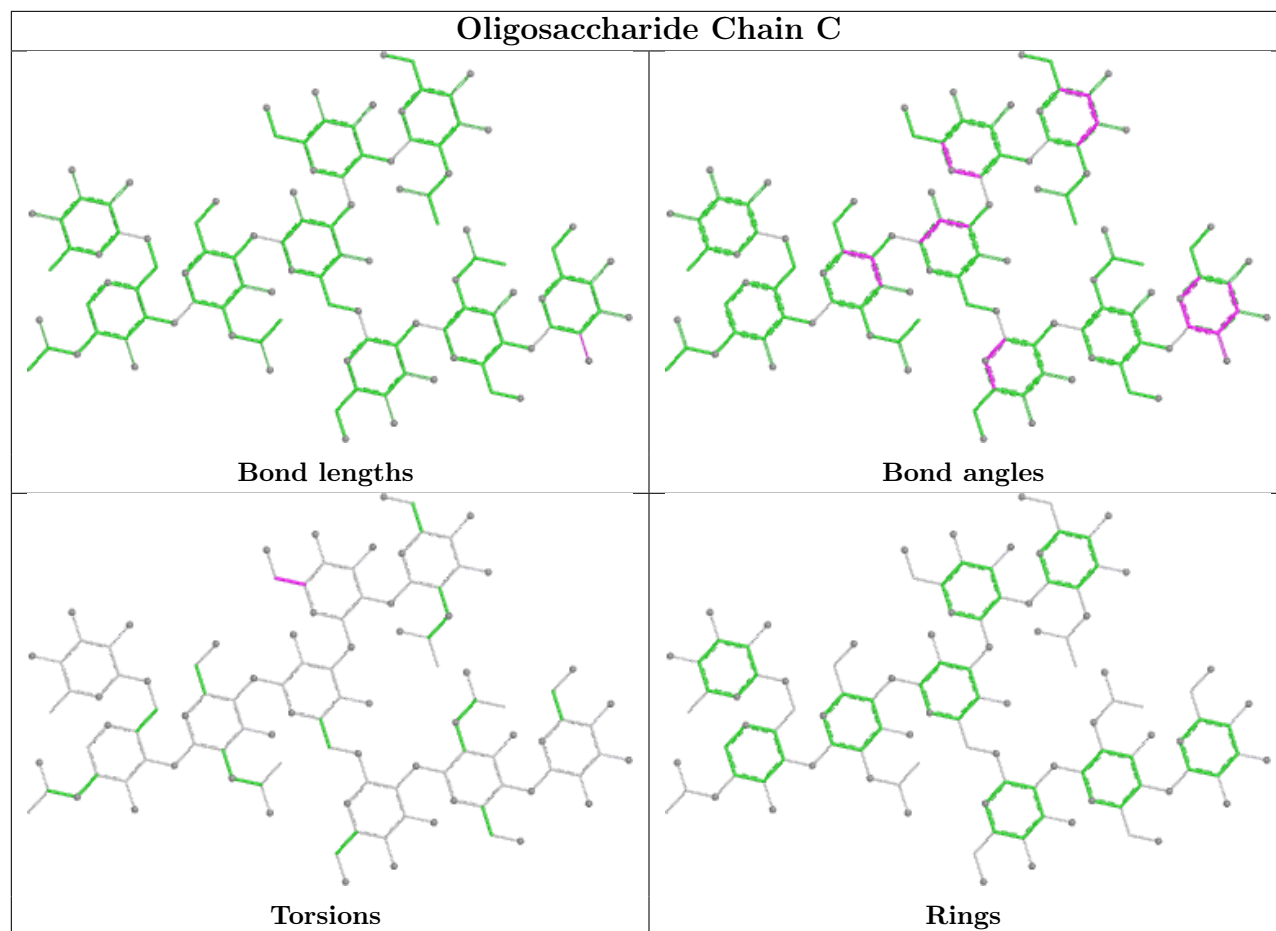 Oligosaccharide Chain C
Bond lengths
Bond angles
Torsions
Rings